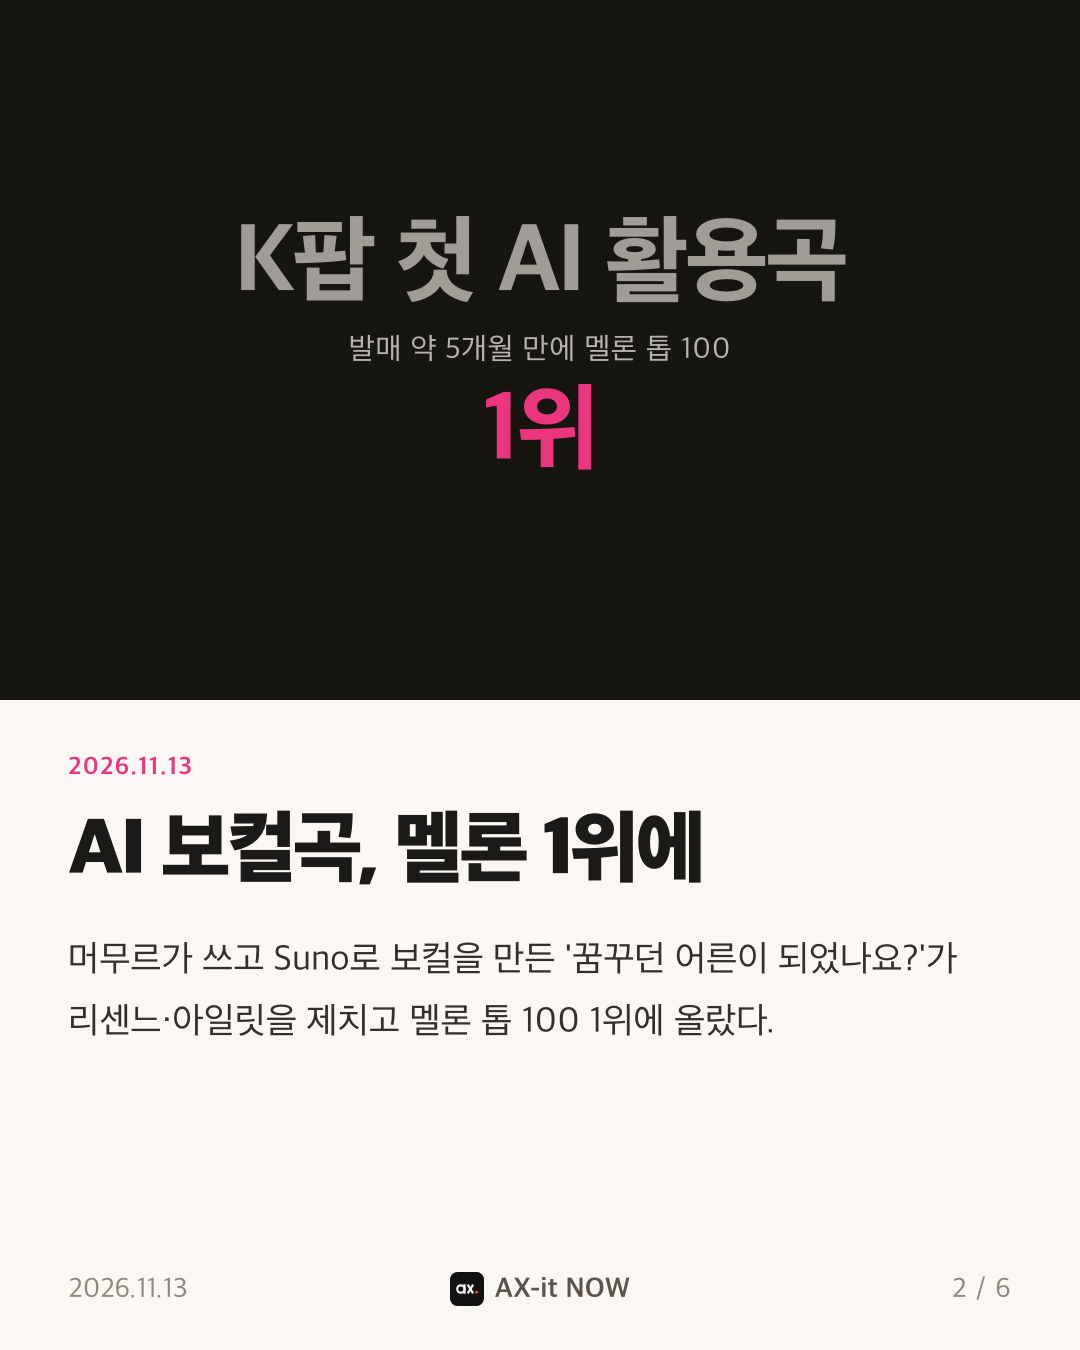 K팝 첫 AI 활용곡
발매 약 5개월 만에 멜론 톱 100
1위
2026.11.13
AI 보컬곡, 멜론 1위에
머무르가 쓰고 Suno로 보컬을 만든 '꿈꾸던 어른이 되었나요?'가
리센느·아일릿을 제치고 멜론 톱 100 1위에 올랐다.
2026.11.13
ax. AX-it NOW
2 / 6